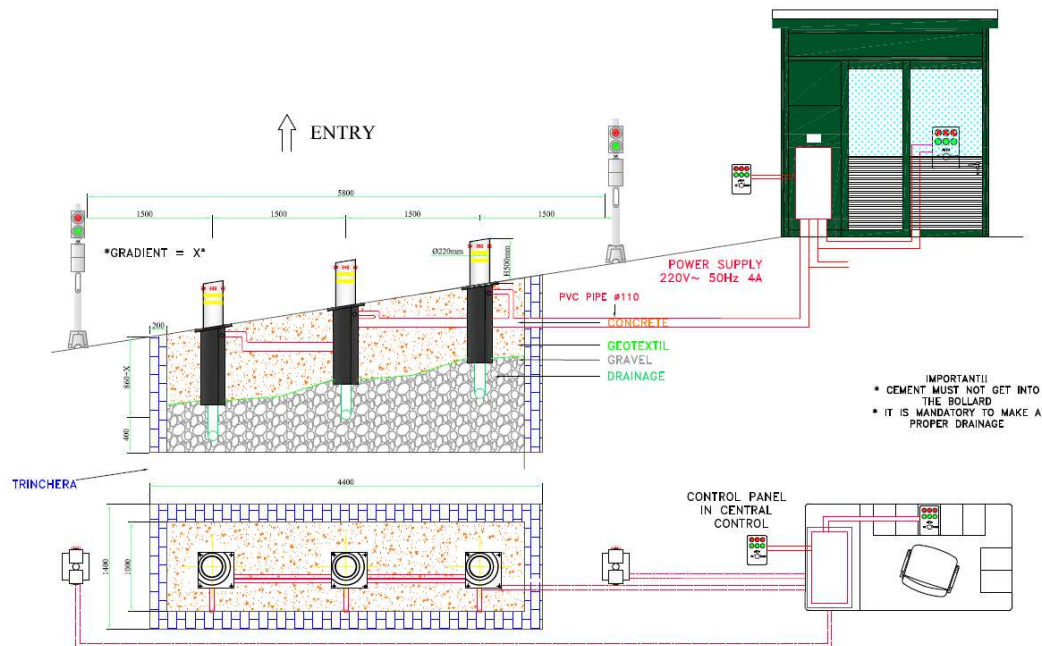 ENTRY
5800
1500
1500
1500
1500
*GRADIENT = X*
Ø220mm
H500mm
POWER SUPPLY
220V~ 50Hz 4A
PVC PIPE ø110
200
CONCRETE
GEOTEXTIL
GRAVEL
DRAINAGE
860±X
400
IMPORTANT!!
* CEMENT MUST NOT GET INTO
THE BOLLARD
* IT IS MANDATORY TO MAKE A
PROPER DRAINAGE
TRINCHERA
4400
CONTROL PANEL
IN CENTRAL
CONTROL
1400
1000